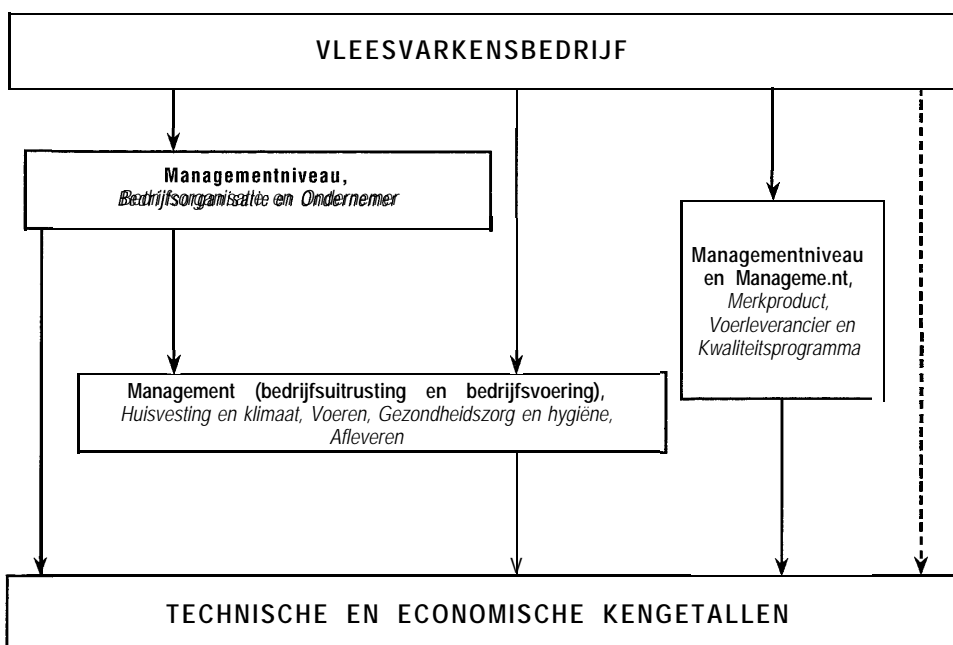 VLEESVARKENSBEDRIJF
Managementniveau,
Bedrijfsorganisatie en Ondernemer
Managementniveau
en Manageme.nt,
Merkproduct,
Voerleverancier en
Kwaliteitsprogramma
Management (bedrijfsuitrusting en bedrijfsvoering),
Huisvesting en klimaat, Voeren, Gezondheidszorg en hygiëne,
Afleveren
TECHNISCHE EN ECONOMISCHE KENGETALLEN